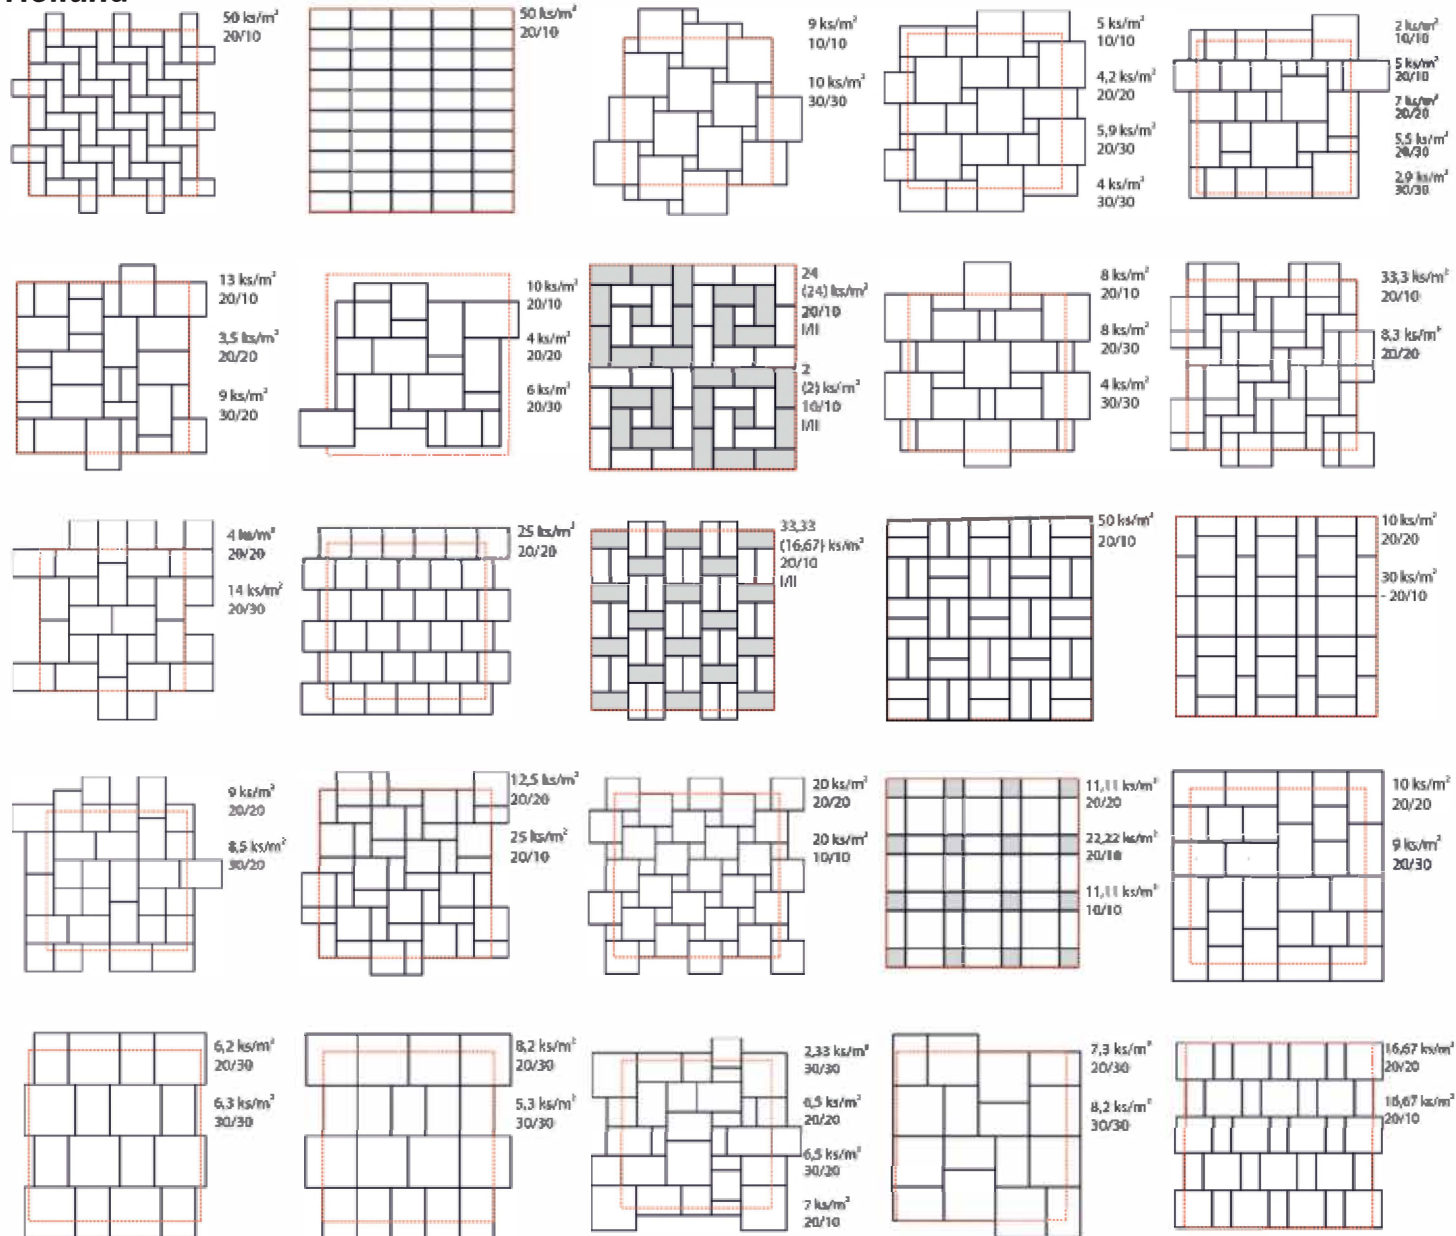 Holland
50 ks/m²
20/10
50 ks/m²
20/10
9 ks/m²
10/10
10 ks/m²
30/30
5 ks/m²
10/10
4,2 ks/m²
20/20
5,9 ks/m²
20/30
4 ks/m²
30/30
2 ks/m²
10/10
5 ks/m²
20/10
7 ks/m²
20/20
5,5 ks/m²
20/30
2,9 ks/m²
30/30
13 ks/m²
20/10
3,5 ks/m²
20/20
9 ks/m²
30/20
10 ks/m²
20/10
4 ks/m²
20/20
6 ks/m²
20/30
24
(24) ks/m²
20/10
I/II
2
(2) ks/m²
10/10
I/II
8 ks/m²
20/10
8 ks/m²
20/30
4 ks/m²
30/30
33,3 ks/m²
20/10
8,3 ks/m²
20/20
4 ks/m²
20/20
14 ks/m²
20/30
25 ks/m²
20/20
33,33
(16,67) ks/m²
20/10
I/II
50 ks/m²
20/10
10 ks/m²
20/20
30 ks/m²
- 20/10
9 ks/m²
20/20
8,5 ks/m²
30/20
12,5 ks/m²
20/20
25 ks/m²
20/10
20 ks/m²
20/20
20 ks/m²
10/10
11,11 ks/m²
20/20
22,22 ks/m²
20/10
11,11 ks/m²
10/10
10 ks/m²
20/20
9 ks/m²
20/30
6,2 ks/m²
20/30
6,3 ks/m²
30/30
8,2 ks/m²
20/30
5,3 ks/m²
30/30
2,33 ks/m²
30/30
6,5 ks/m²
20/20
6,5 ks/m²
30/20
7 ks/m²
20/10
7,3 ks/m²
20/30
8,2 ks/m²
30/30
16,67 ks/m²
20/20
16,67 ks/m²
20/10